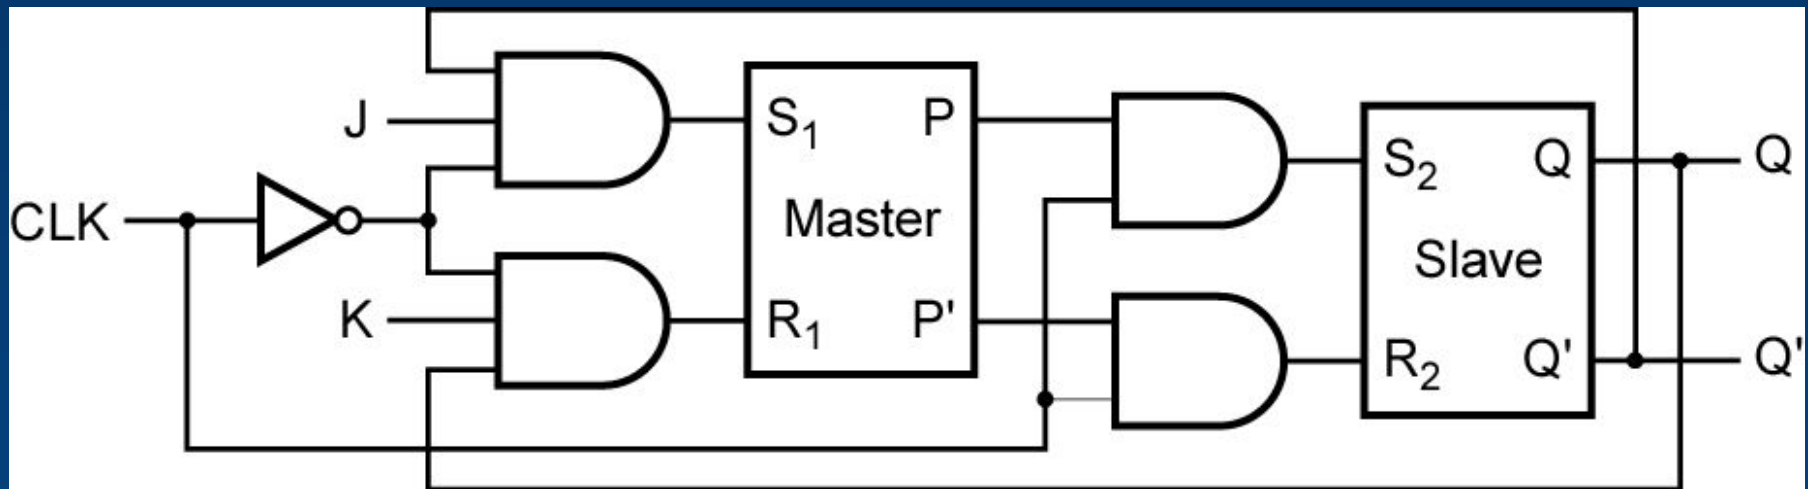 J
CLK
K
S₁
P
Master
R₁
P'
S₂
Q
Slave
R₂
Q'
Q
Q'